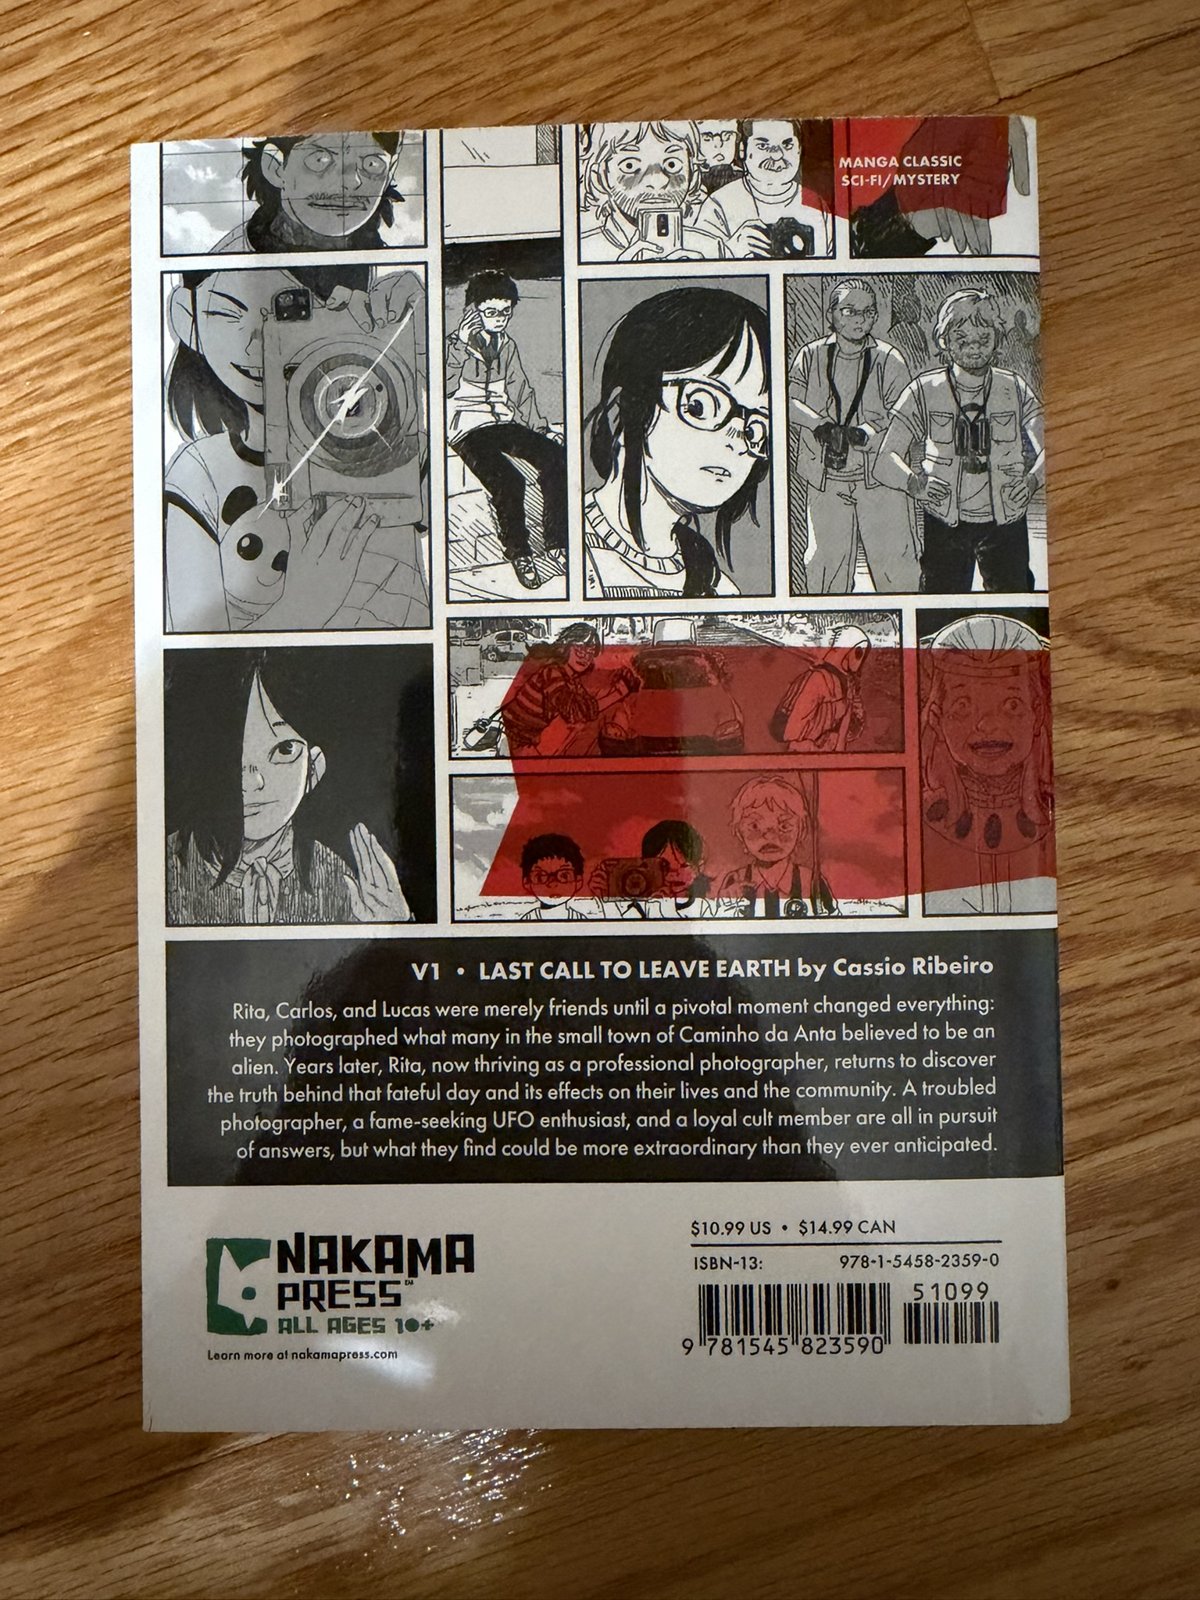 MANGA CLASSIC
SCI-FI/MYSTERY
V1 • LAST CALL TO LEAVE EARTH by Cassio Ribeiro
Rita, Carlos, and Lucas were merely friends until a pivotal moment changed everything:
they photographed what many in the small town of Caminho da Anta believed to be an
alien. Years later, Rita, now thriving as a professional photographer, returns to discover
the truth behind that fateful day and its effects on their lives and the community. A troubled
photographer, a fame-seeking UFO enthusiast, and a loyal cult member are all in pursuit
of answers, but what they find could be more extraordinary than they ever anticipated.
NAKAMA
PRESS™
ALL AGES 10+
Learn more at nakamapress.com
$10.99 US • $14.99 CAN
ISBN-13: 978-1-5458-2359-0
51099
9 781545 823590